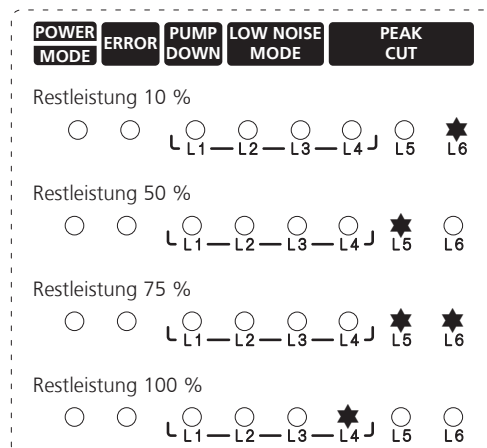 POWER MODE ERROR PUMP DOWN LOW NOISE MODE PEAK CUT
Restleistung 10 %
L1 L2 L3 L4 L5 L6
Restleistung 50 %
L1 L2 L3 L4 L5 L6
Restleistung 75 %
L1 L2 L3 L4 L5 L6
Restleistung 100 %
L1 L2 L3 L4 L5 L6